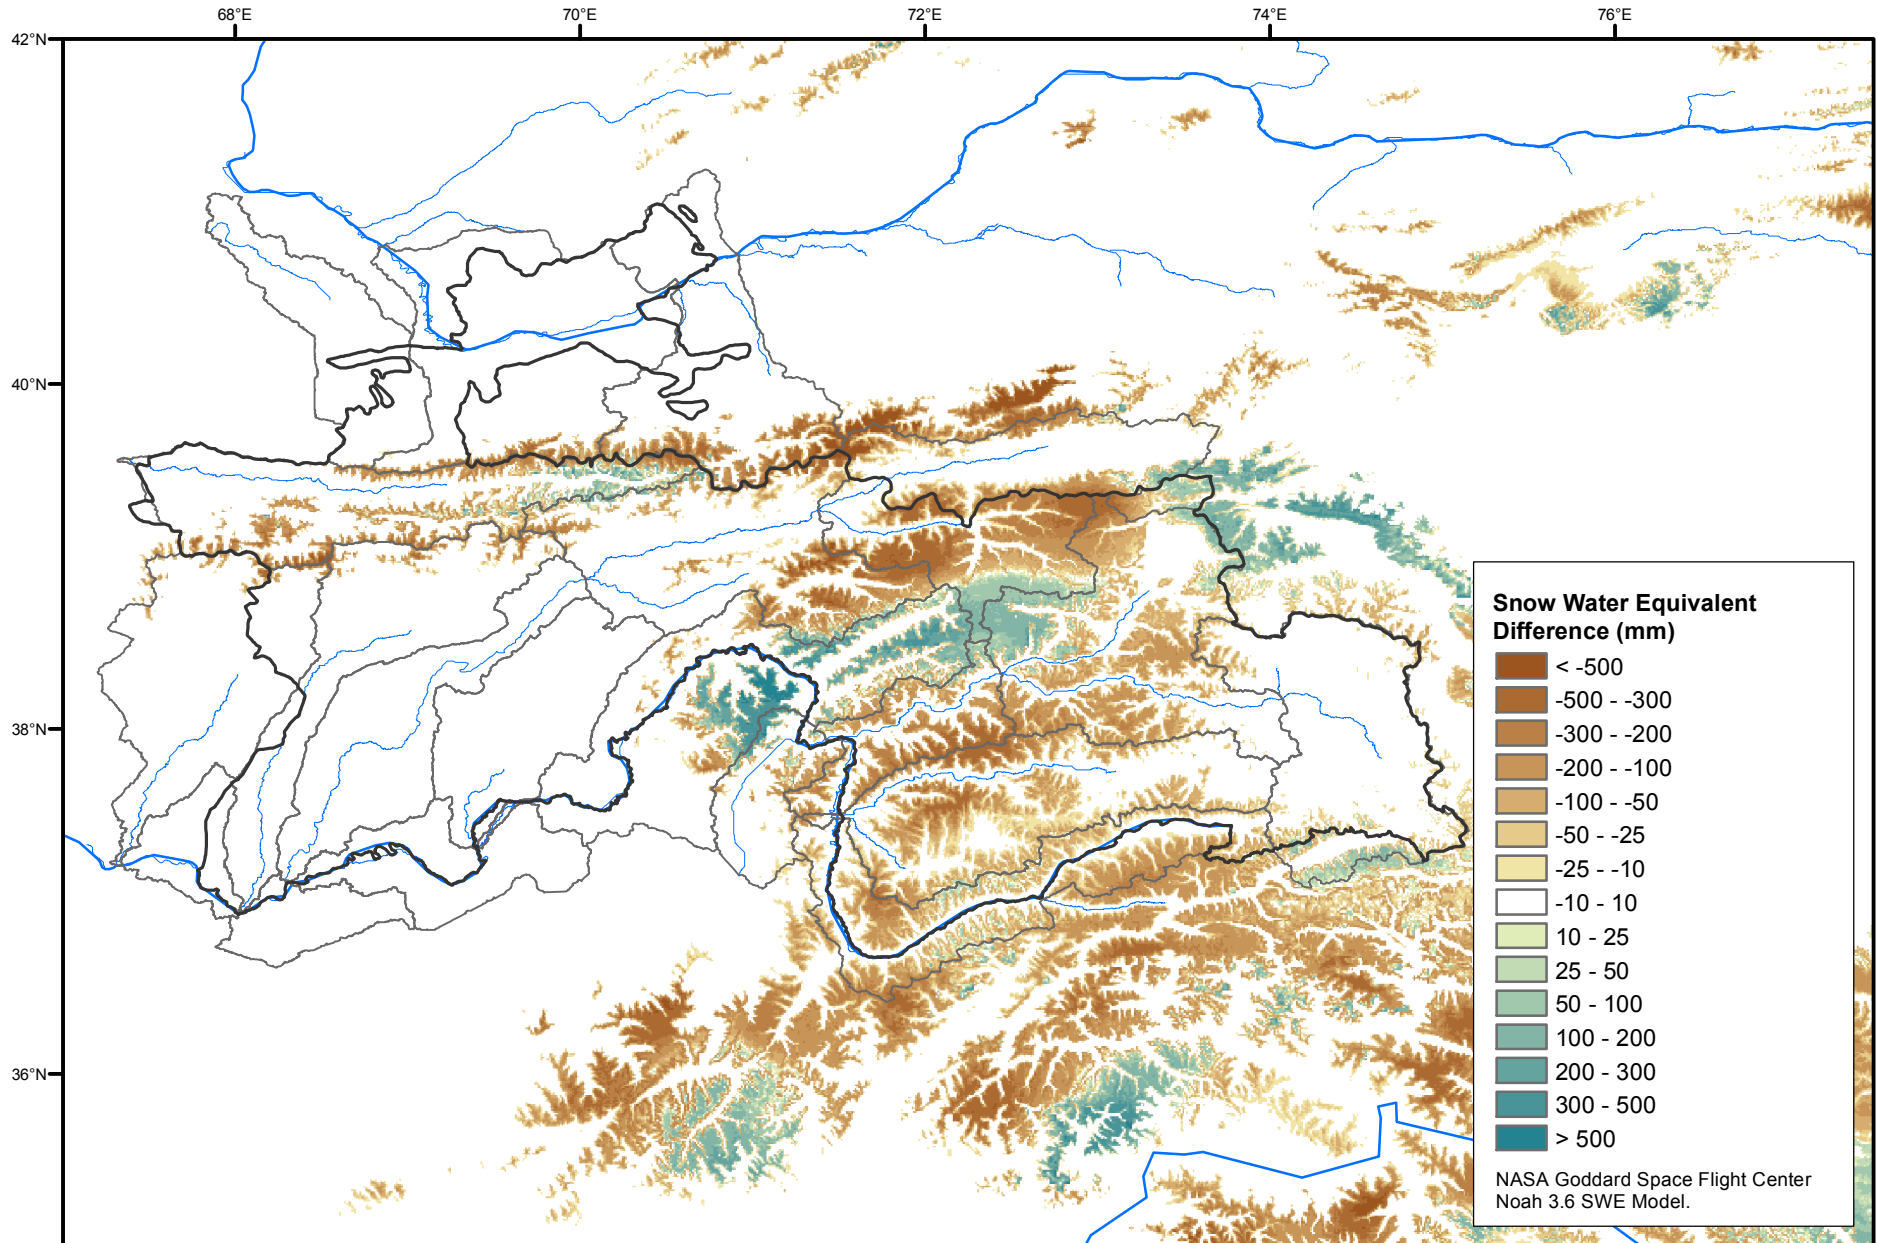 68°E
70°E
72°E
74°E
76°E
42°N
40°N
38°N
36°N
Snow Water Equivalent
Difference (mm)
< -500
-500 - -300
-300 - -200
-200 - -100
-100 - -50
-50 - -25
-25 - -10
-10 - 10
10 - 25
25 - 50
50 - 100
100 - 200
200 - 300
300 - 500
> 500
NASA Goddard Space Flight Center
Noah 3.6 SWE Model.